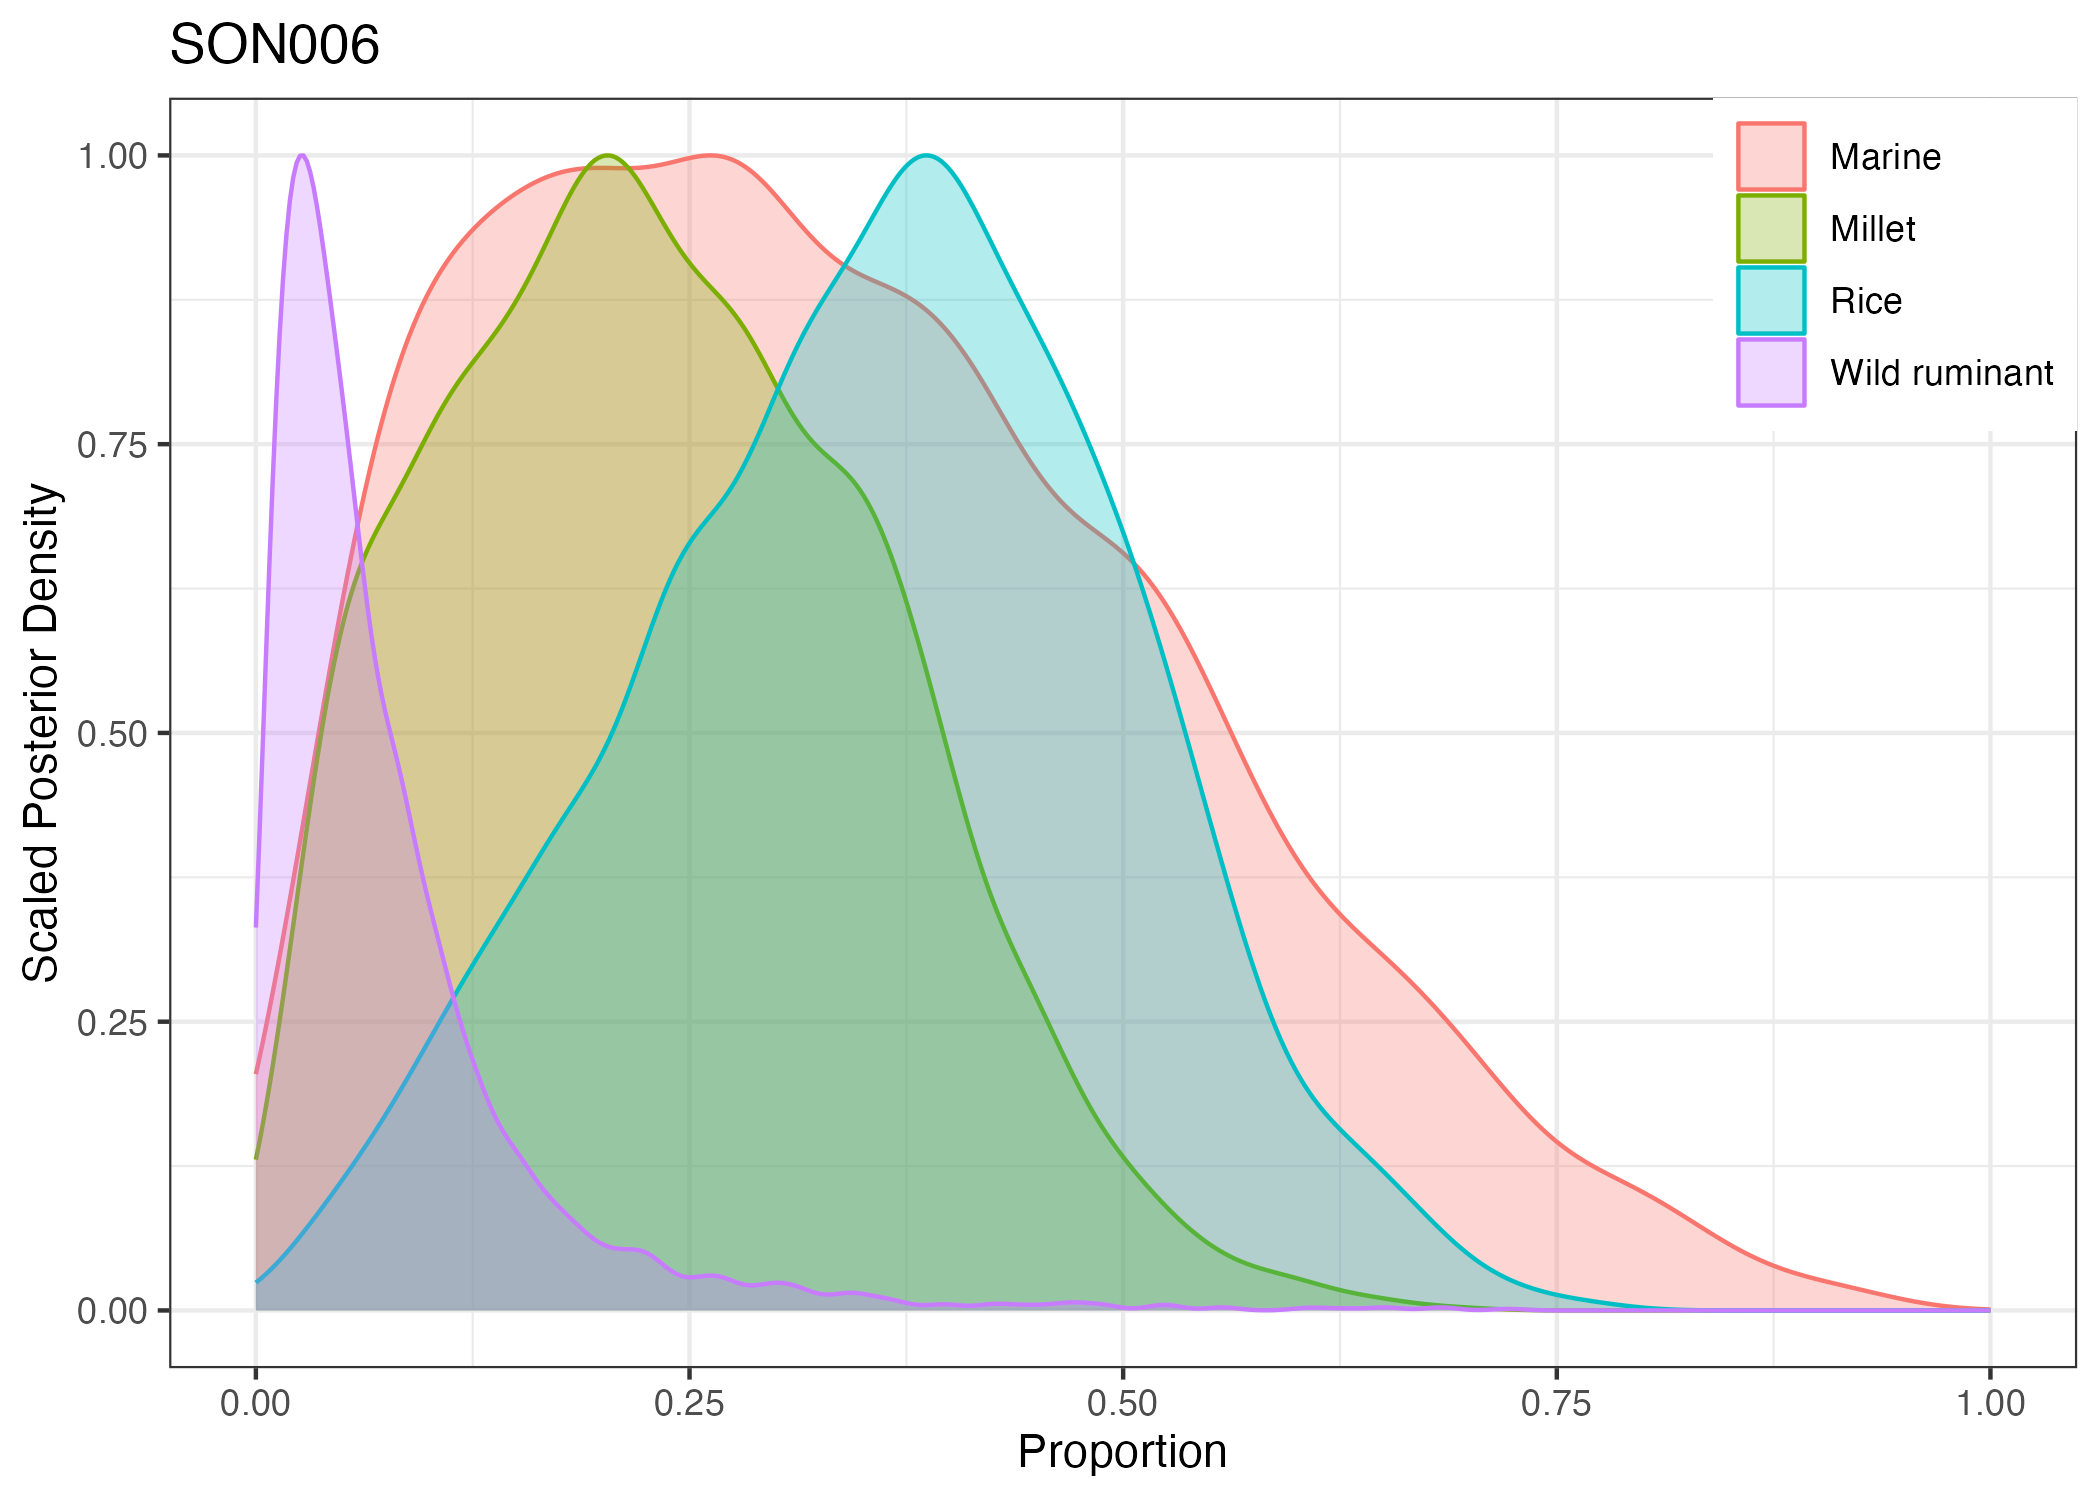 SON006
Marine
Millet
Rice
Wild ruminant
Scaled Posterior Density
1.00
0.75
0.50
0.25
0.00
0.00 0.25 0.50 0.75 1.00
Proportion